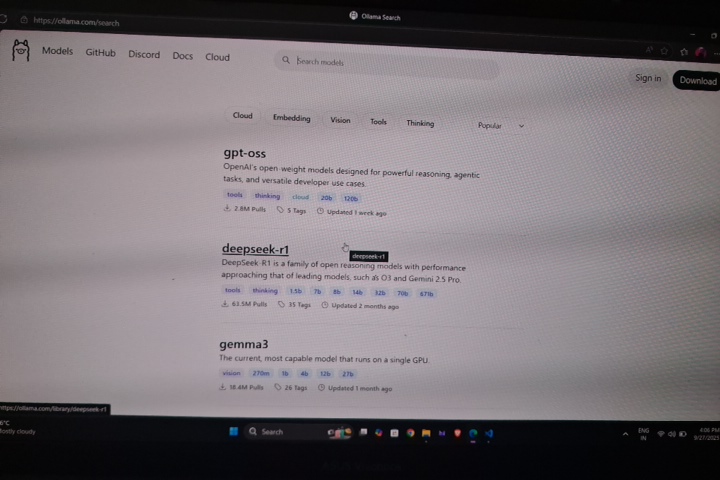 Ollama Search
https://ollama.com/search
Models GitHub Discord Docs Cloud
Search models
Sign in
Download
Cloud Embedding Vision Tools Thinking
Popular
gpt-oss
OpenAI's open-weight models designed for powerful reasoning, agentic
tasks, and versatile developer use cases.
tools thinking cloud 20b 120b
2.8M Pulls 5 Tags Updated 1 week ago
deepseek-r1
deepseek-r1
DeepSeek-R1 is a family of open reasoning models with performance
approaching that of leading models, such as O3 and Gemini 2.5 Pro.
tools thinking 1.5b 7b 8b 14b 32b 70b 671b
63.5M Pulls 35 Tags Updated 2 months ago
gemma3
The current, most capable model that runs on a single GPU.
vision 270m 1b 4b 12b 27b
18.4M Pulls 26 Tags Updated 1 month ago
https://ollama.com/library/deepseek-r1
Mostly cloudy
Search
ENG
IN